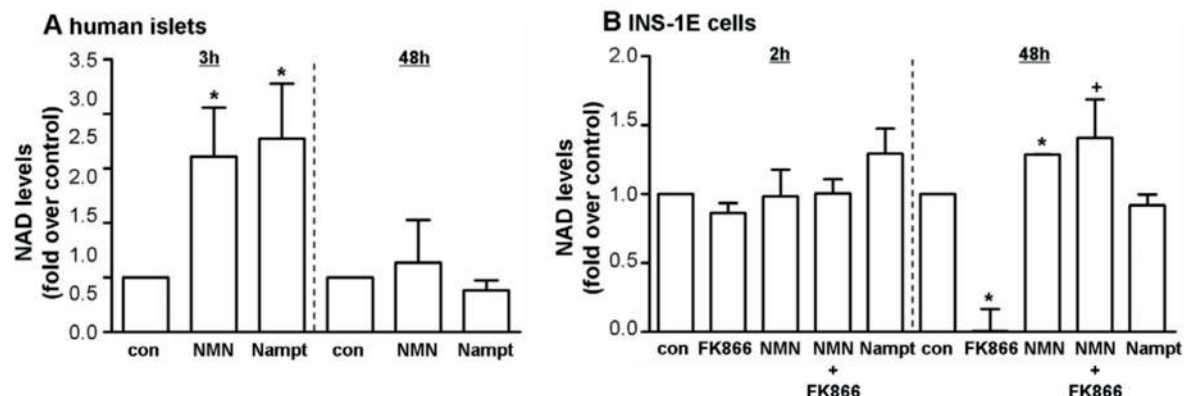 A human islets
NAD levels
(fold over control)
3.5
3.0
2.5
2.0
1.5
1.0
0.5
0.0
3h
48h
*
*
con NMN Nampt con NMN Nampt
B INS-1E cells
NAD levels
(fold over control)
2.0
1.5
1.0
0.5
0.0
2h
48h
*
*
+
con FK866 NMN NMN Nampt con FK866 NMN NMN Nampt
+ +
FK866 FK866